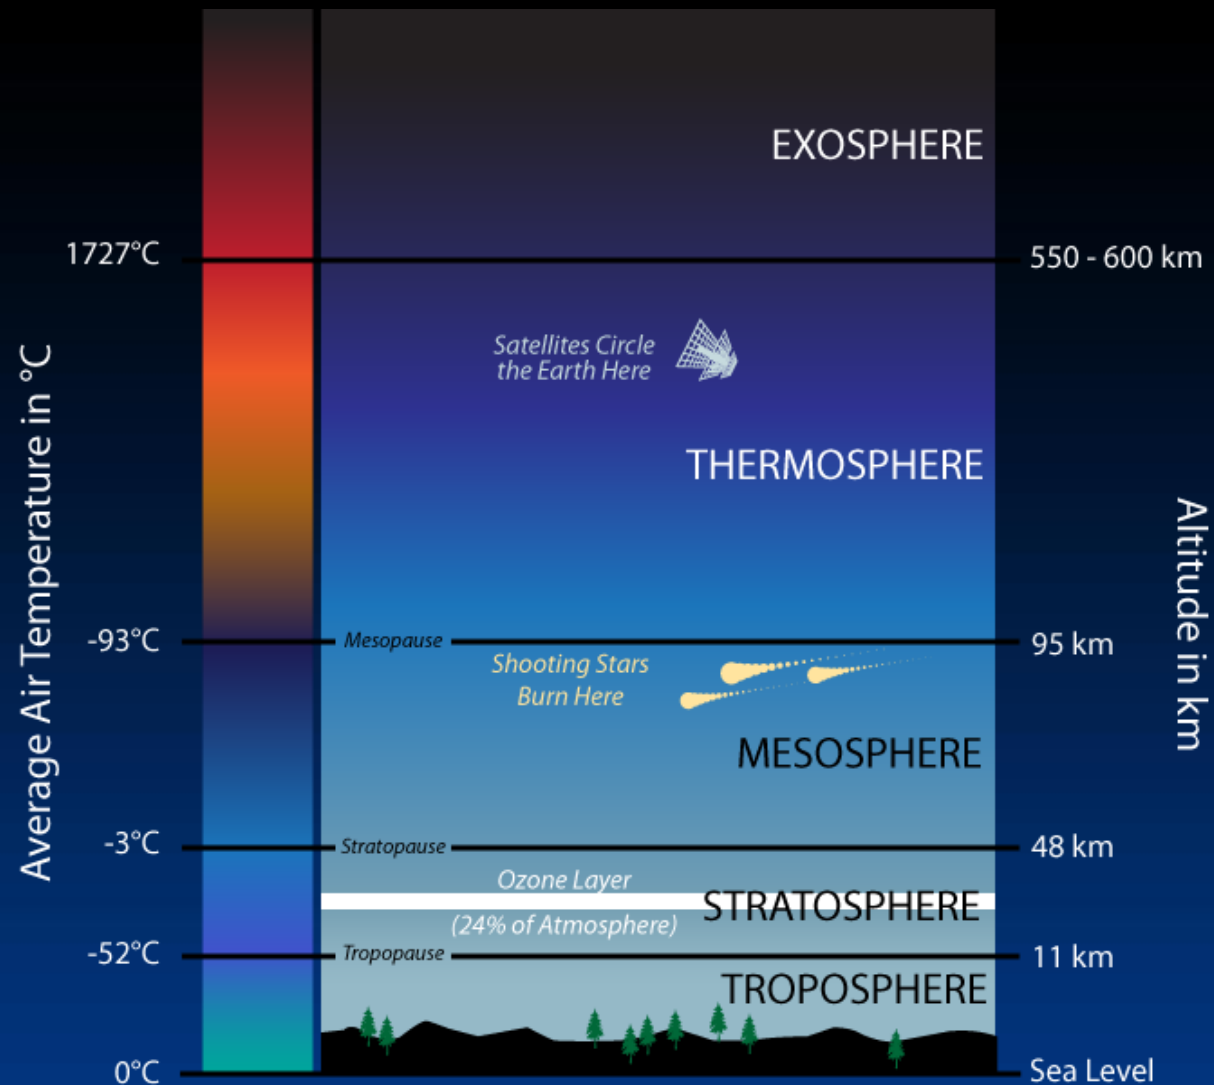 EXOSPHERE
1727°C
550 - 600 km
Satellites Circle
the Earth Here
THERMOSPHERE
Average Air Temperature in °C
Altitude in km
-93°C
Mesopause
95 km
Shooting Stars
Burn Here
MESOSPHERE
-3°C
Stratopause
48 km
Ozone Layer
STRATOSPHERE
(24% of Atmosphere)
-52°C
Tropopause
11 km
TROPOSPHERE
0°C
Sea Level